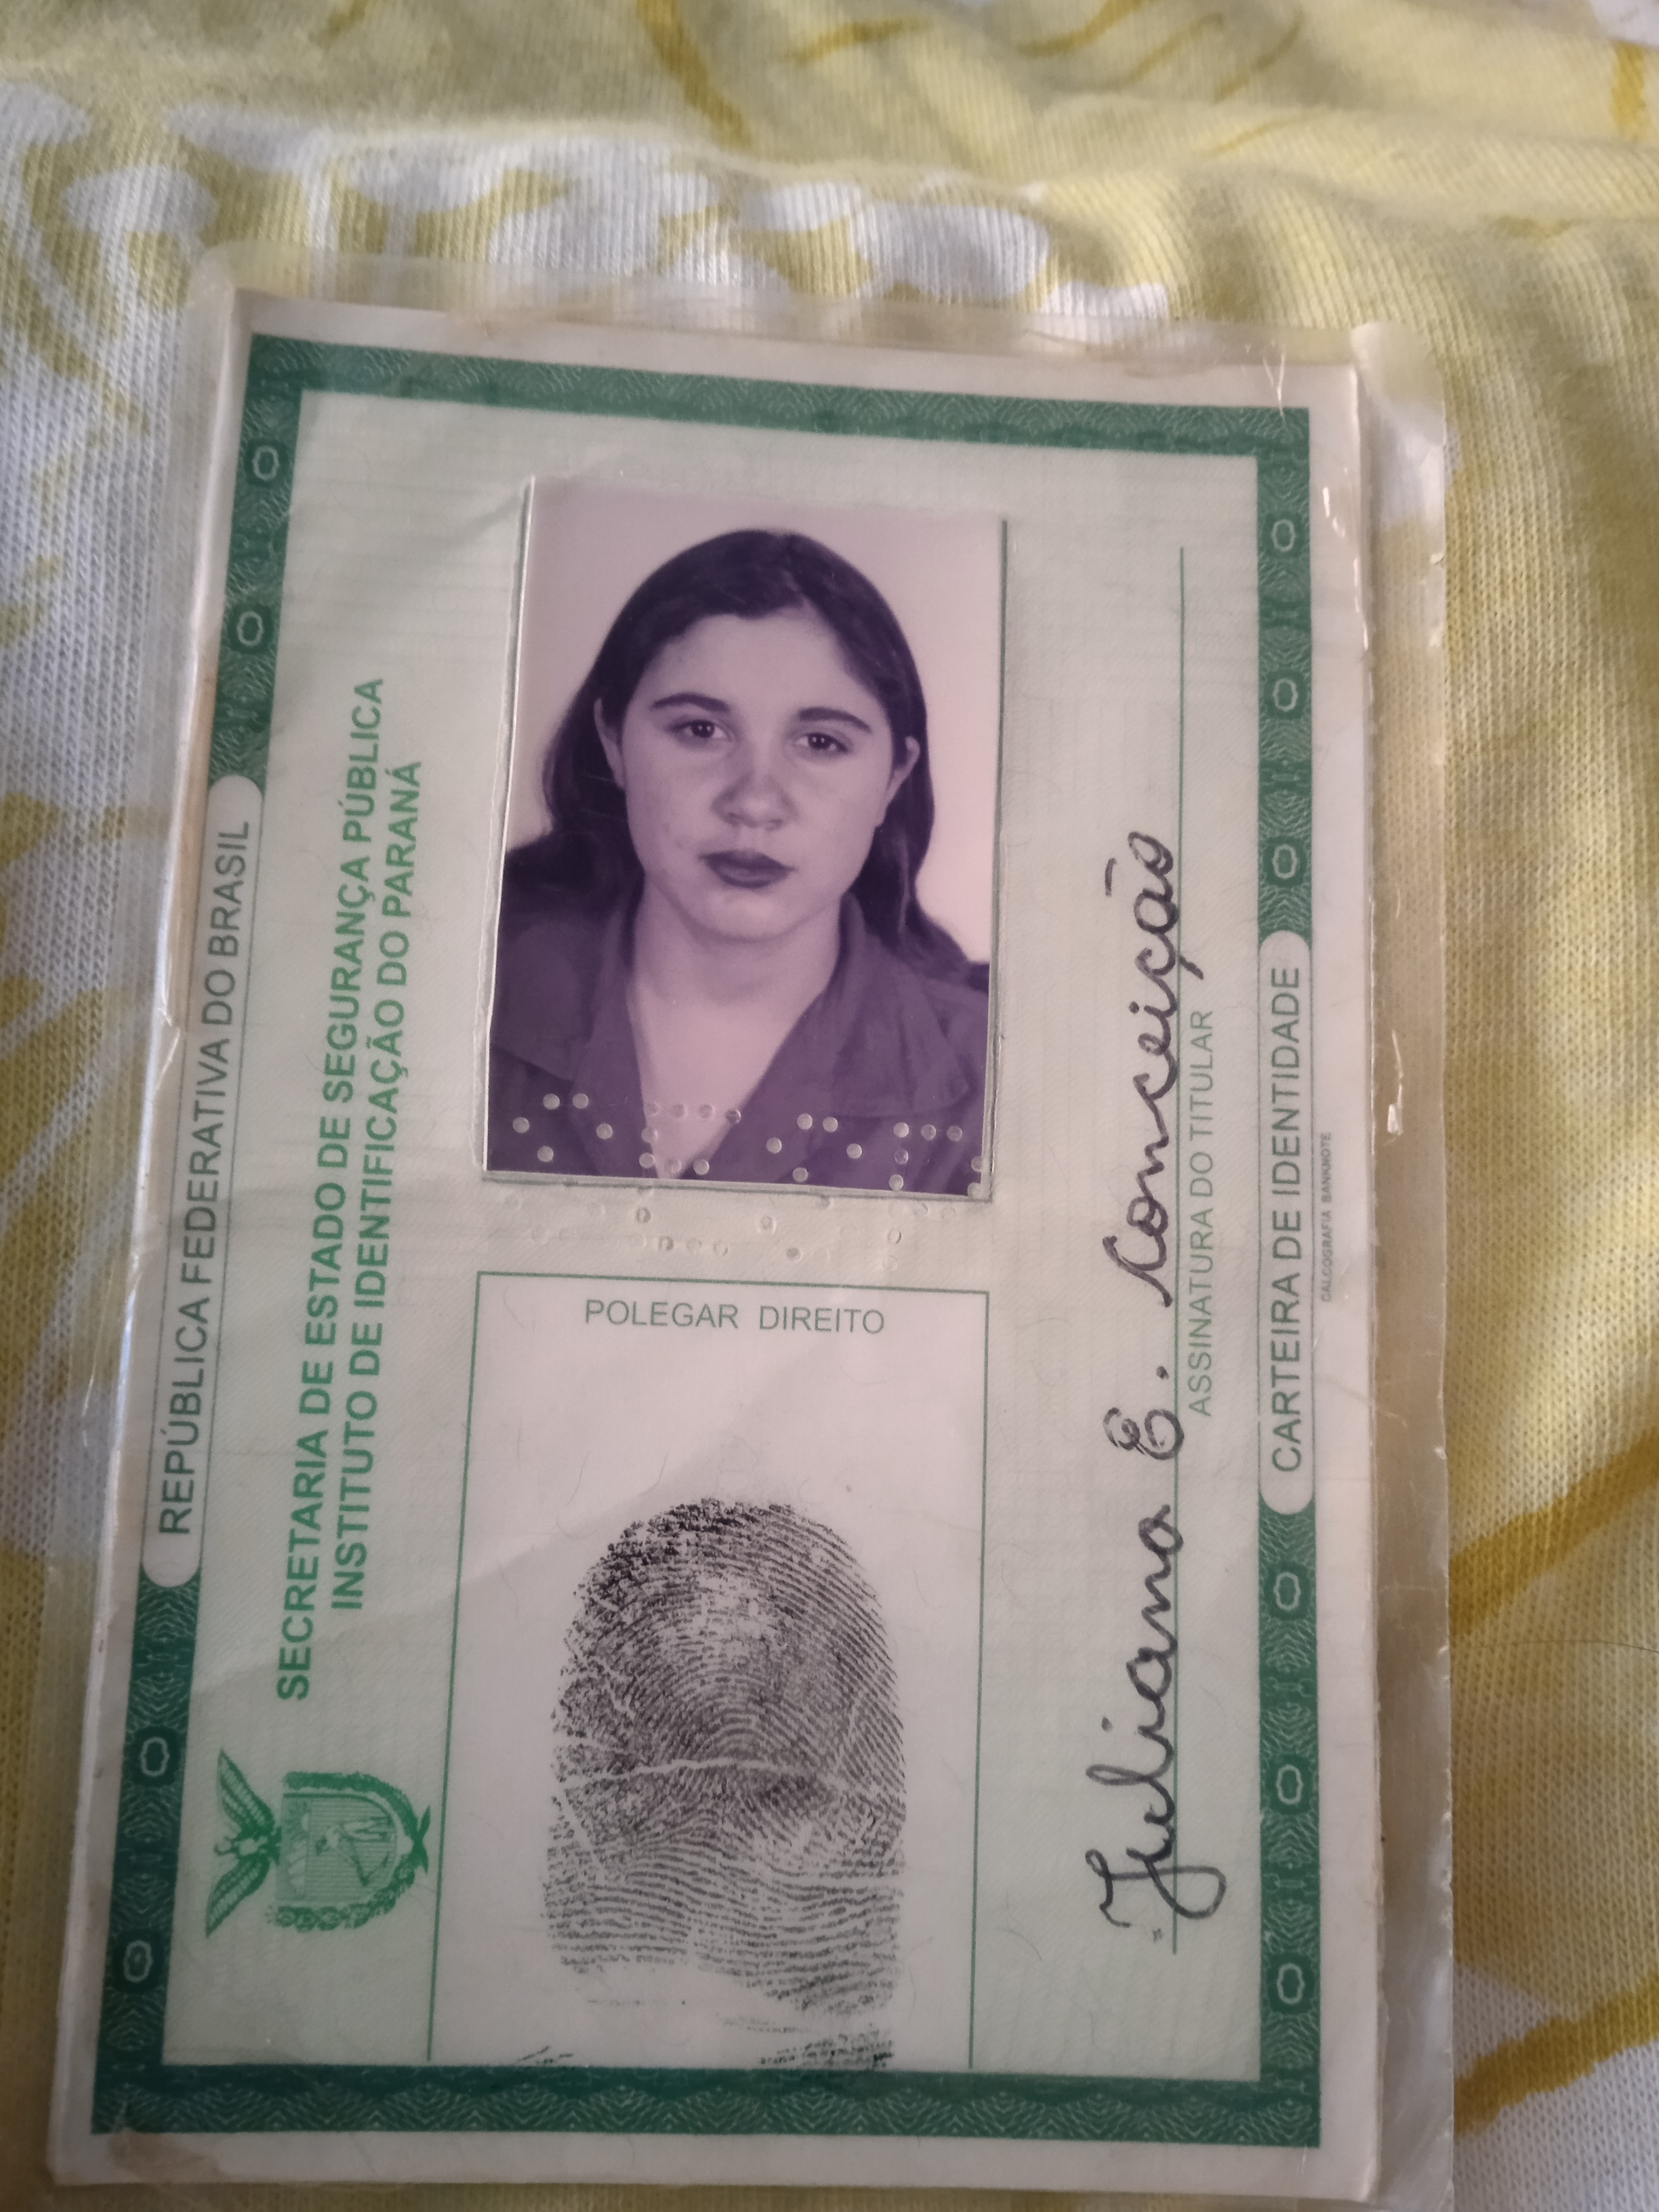 REPÚBLICA FEDERATIVA DO BRASIL
SECRETARIA DE ESTADO DE SEGURANÇA PÚBLICA
INSTITUTO DE IDENTIFICAÇÃO DO PARANÁ
POLEGAR DIREITO
Juliana E. Conceição
ASSINATURA DO TITULAR
CARTEIRA DE IDENTIDADE
CALCOGRAFIA BANKNOTE